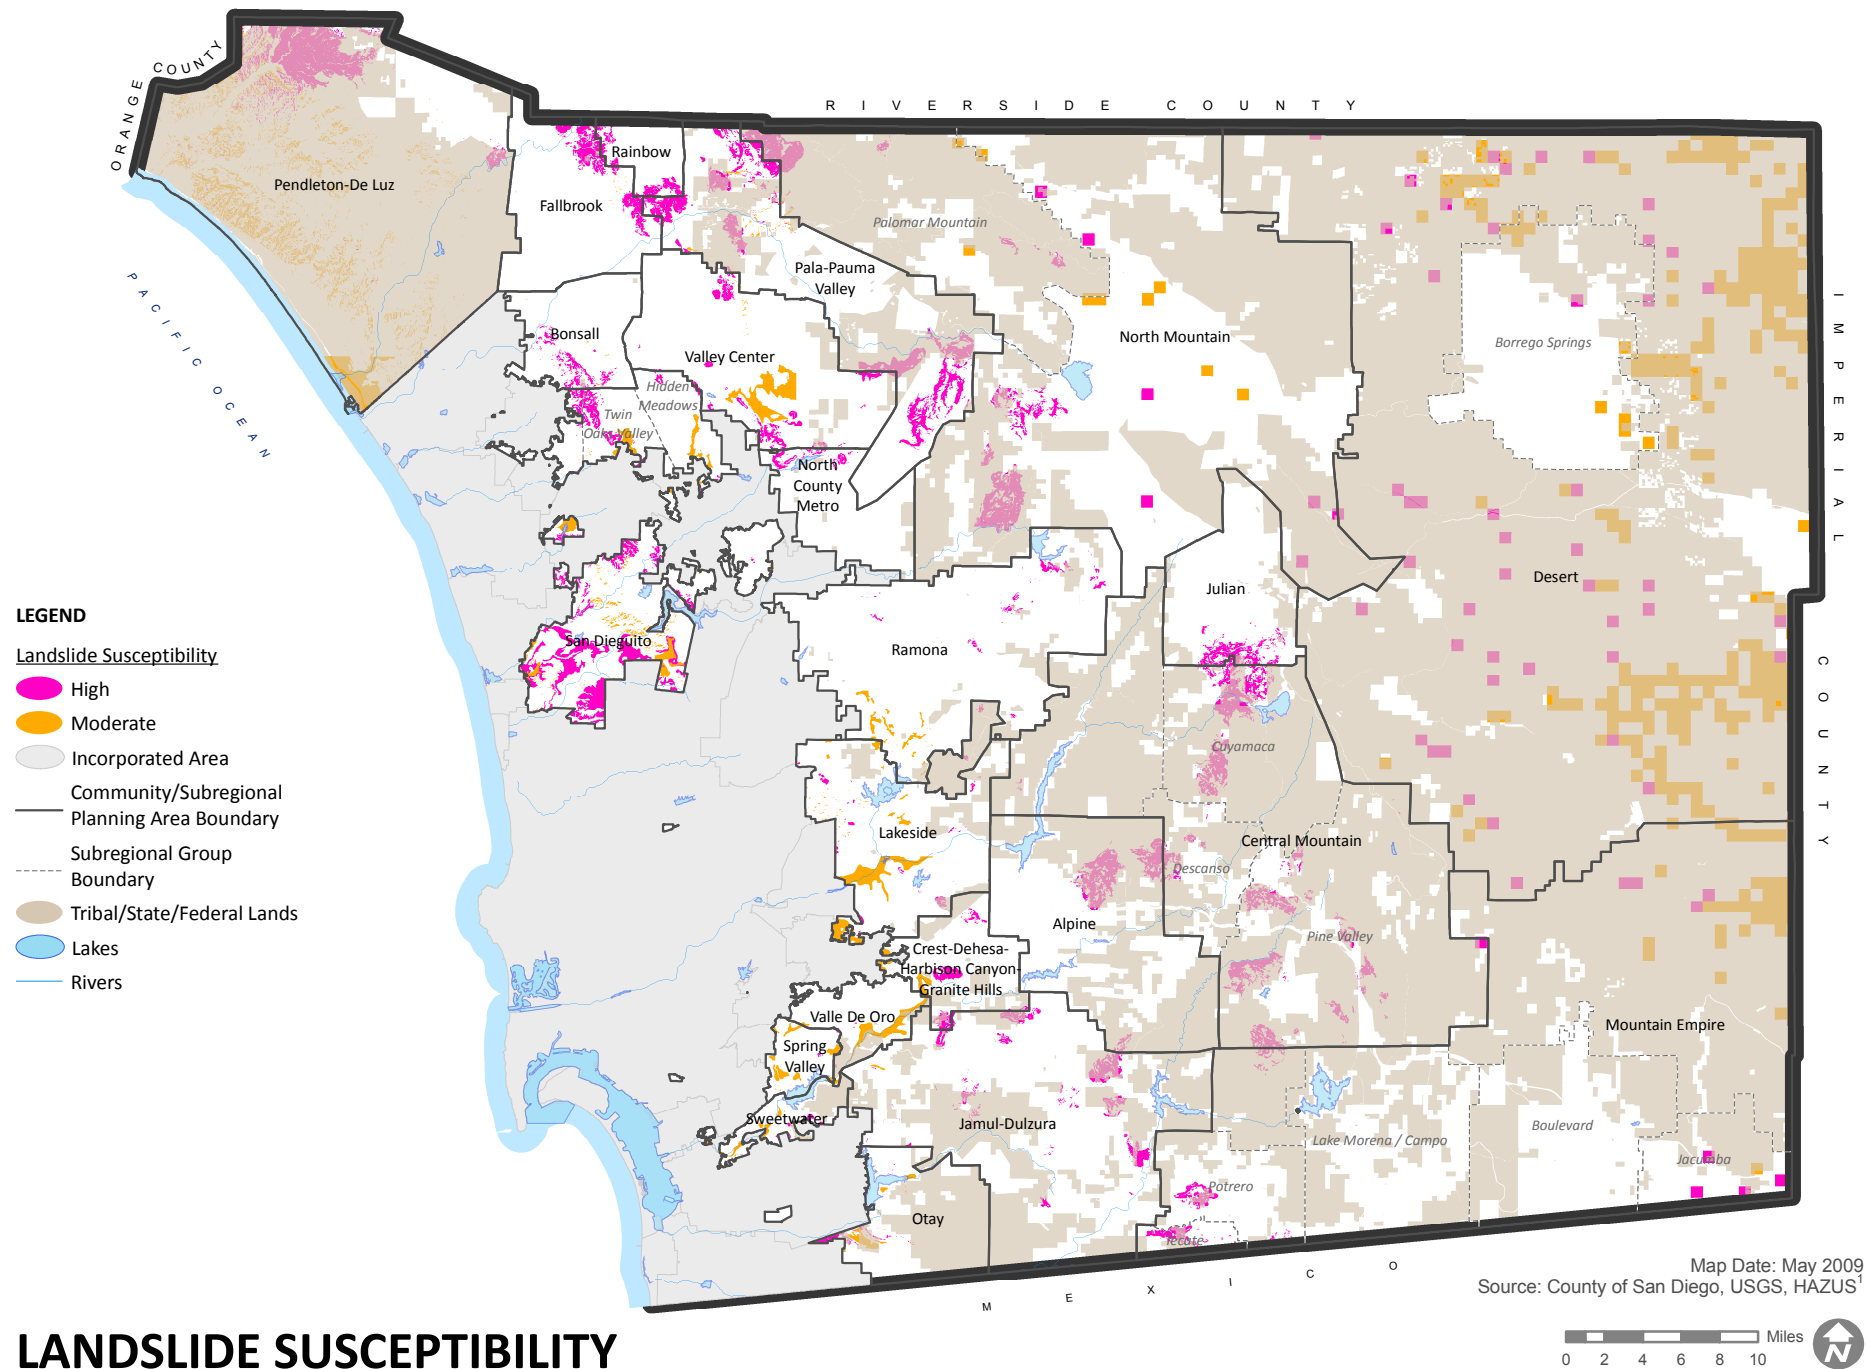 ORANGE COUNTY
RIVERSIDE COUNTY
IMPERIAL COUNTY
PACIFIC OCEAN
MEXICO
Pendleton-De Luz
Rainbow
Fallbrook
Palomar Mountain
Pala-Pauma
Valley
Bonsall
Valley Center
North Mountain
Borrego Springs
Hidden
Meadows
Twin
Oaks Valley
North
County
Metro
Desert
Julian
San Dieguito
Ramona
Cuyamaca
Lakeside
Central Mountain
Descanso
Alpine
Pine Valley
Crest-Dehesa-
Harbison Canyon-
Granite Hills
Valle De Oro
Mountain Empire
Spring
Valley
Sweetwater
Jamul-Dulzura
Lake Morena / Campo
Boulevard
Jacumba
Potrero
Otay
Tecate
LEGEND
Landslide Susceptibility
High
Moderate
Incorporated Area
Community/Subregional
Planning Area Boundary
Subregional Group
Boundary
Tribal/State/Federal Lands
Lakes
Rivers
Map Date: May 2009
Source: County of San Diego, USGS, HAZUS1
Miles
0 2 4 6 8 10
N
LANDSLIDE SUSCEPTIBILITY